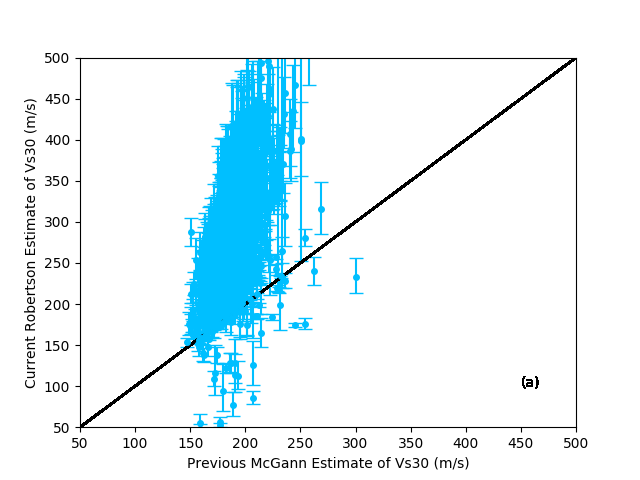 500
450
400
350
300
250
200
150
100
50
Current Robertson Estimate of Vs30 (m/s)
(a)
50 100 150 200 250 300 350 400 450 500
Previous McGann Estimate of Vs30 (m/s)